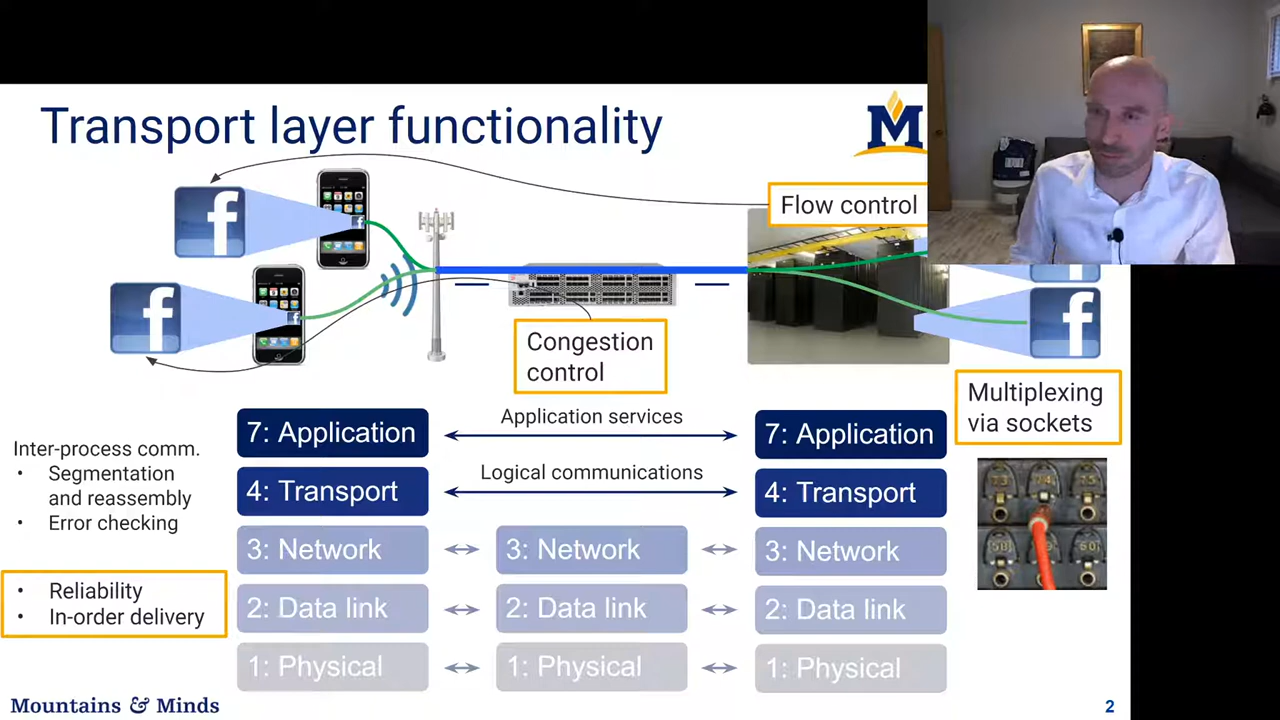 Transport layer functionality
M
f
Flow control
f
f
Congestion
control
Multiplexing
via sockets
Application services
7: Application
7: Application
Inter-process comm.
• Segmentation
and reassembly
• Error checking
Logical communications
4: Transport
4: Transport
3: Network
3: Network
3: Network
• Reliability
• In-order delivery
2: Data link
2: Data link
2: Data link
1: Physical
1: Physical
1: Physical
Mountains & Minds
2